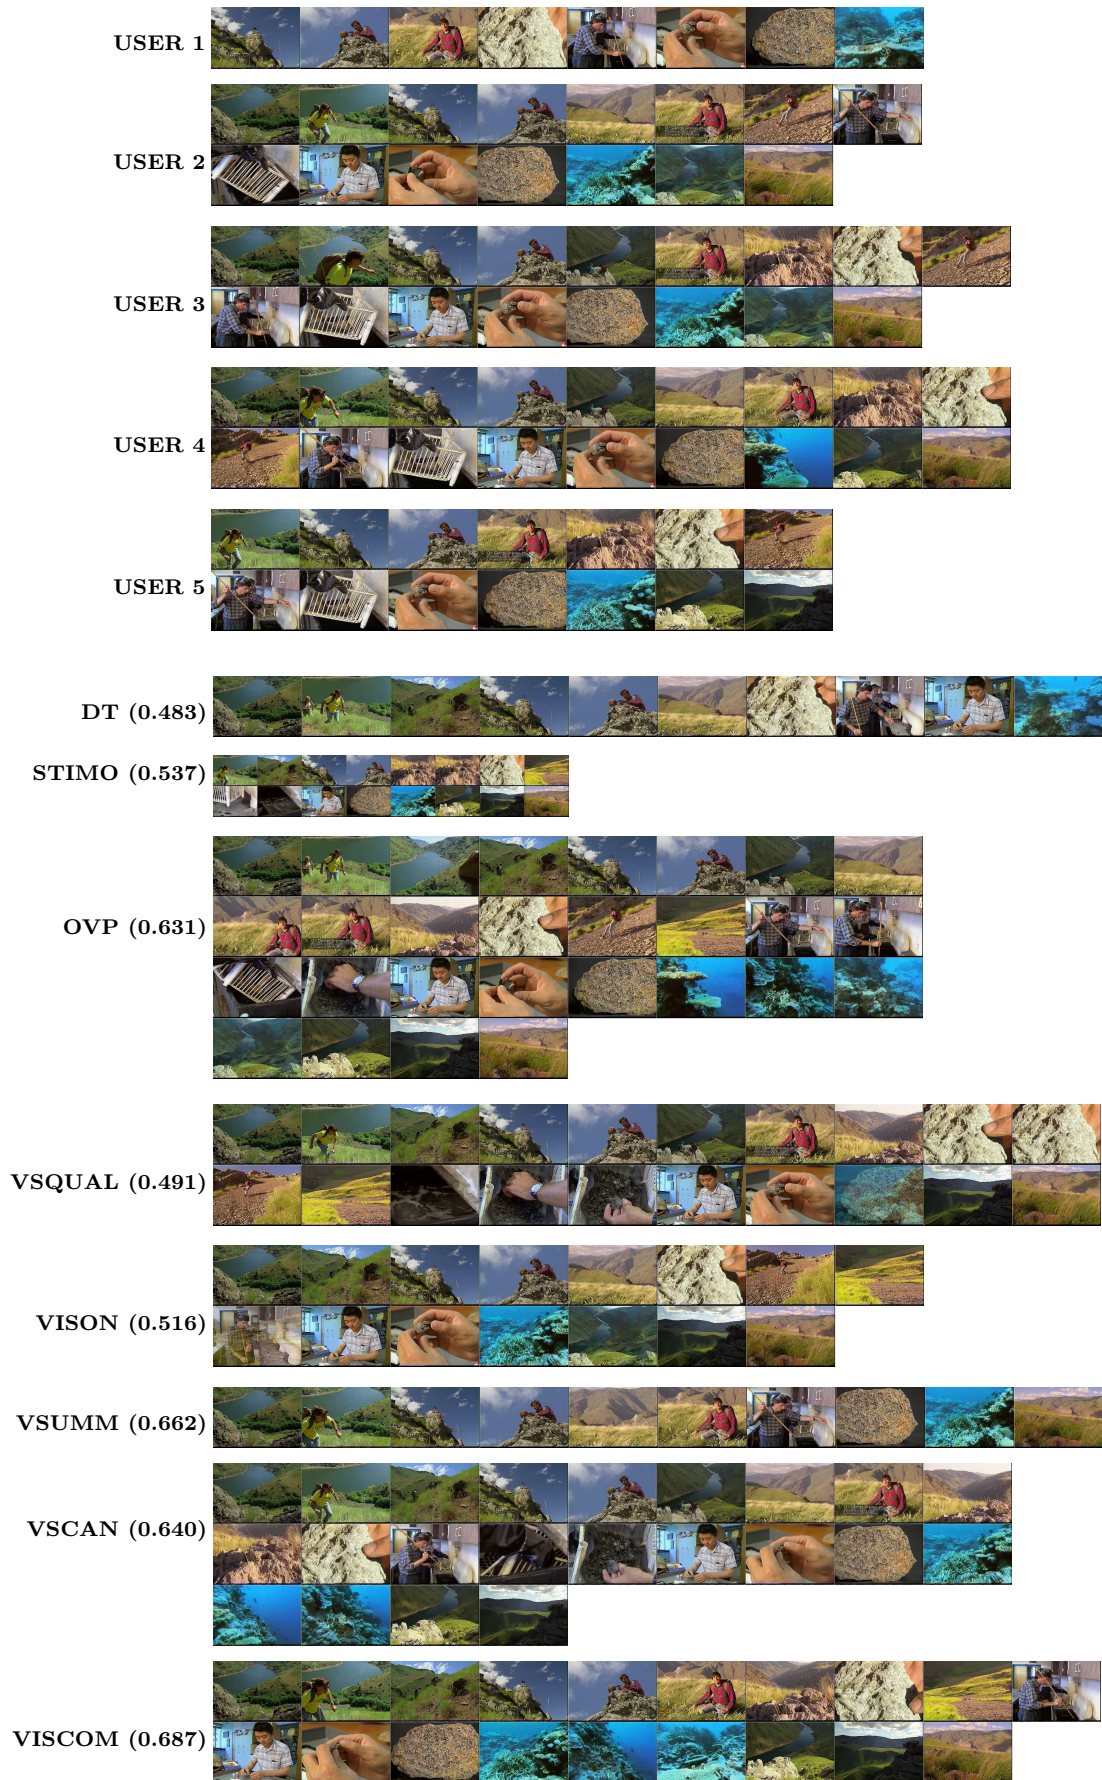 USER 1
USER 2
USER 3
USER 4
USER 5
DT (0.483)
STIMO (0.537)
OVP (0.631)
VSQUAL (0.491)
VISON (0.516)
VSUMM (0.662)
VSCAN (0.640)
VISCOM (0.687)